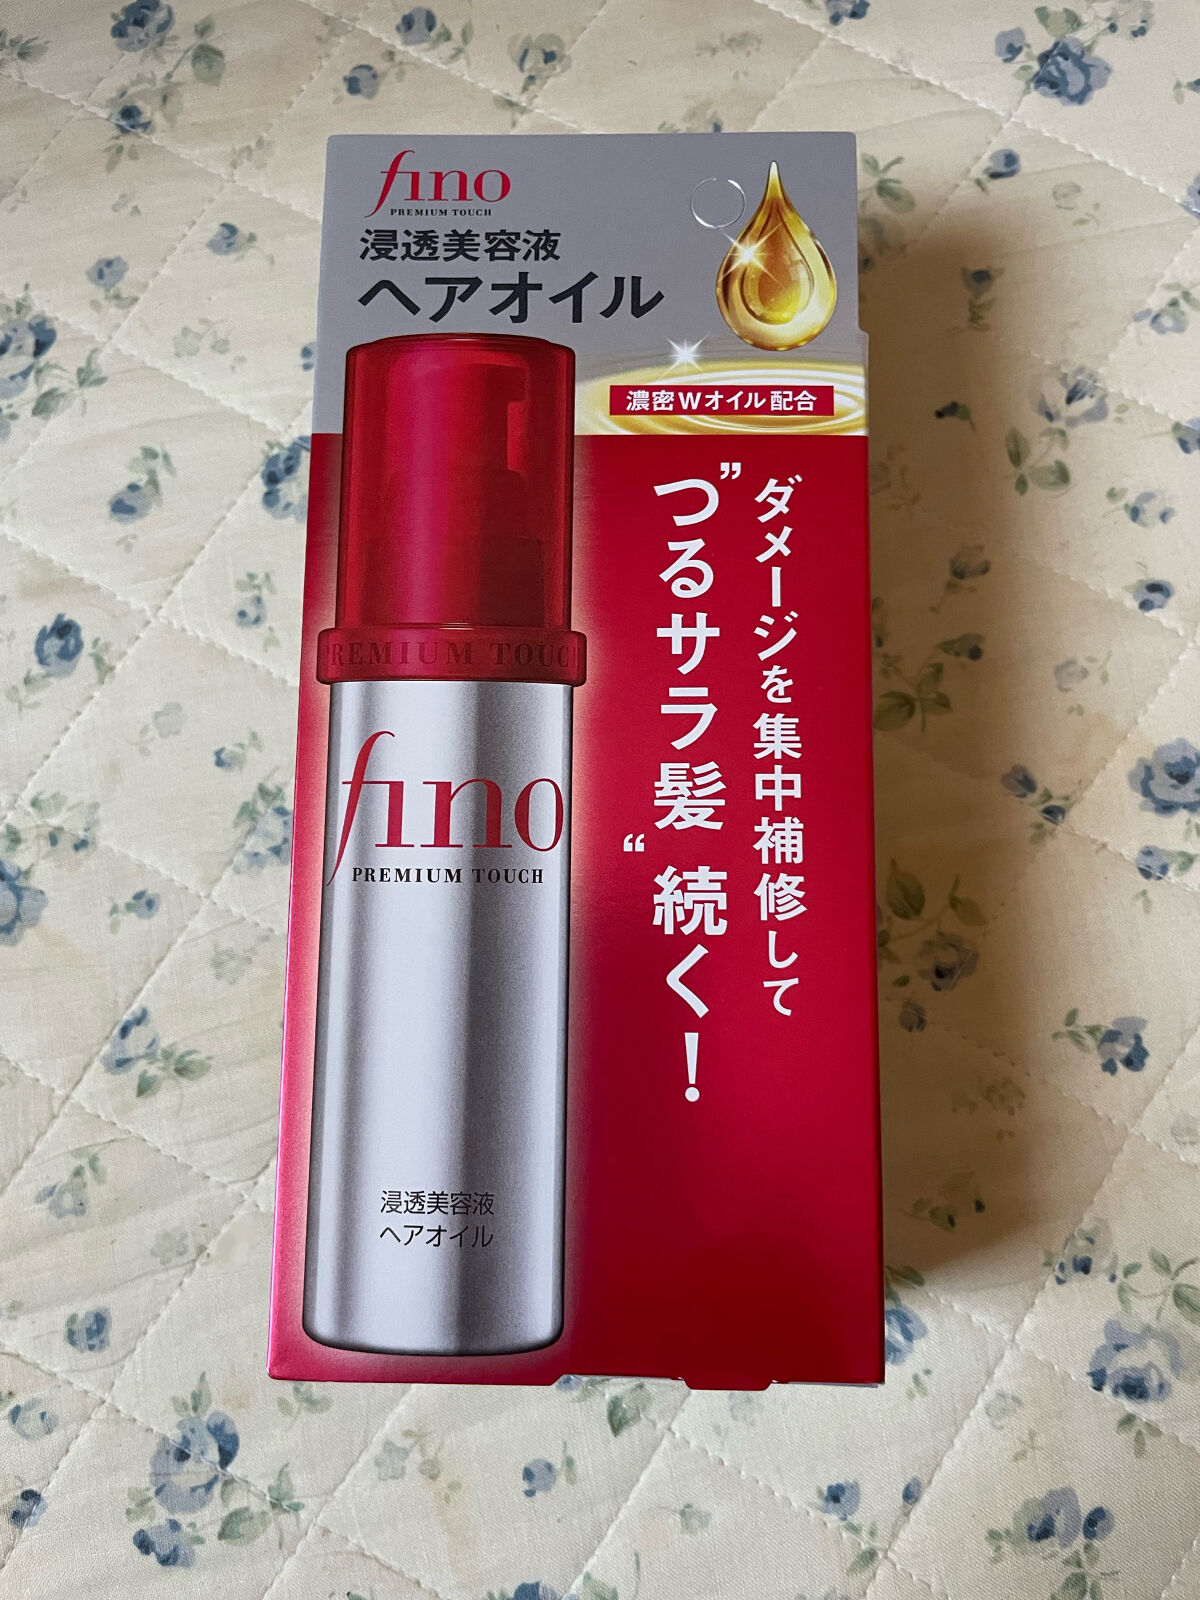 fino
PREMIUM TOUCH
浸透美容液
ヘアオイル
濃密Wオイル配合
ダメージを集中補修して
”つるサラ髪“続く!
PREMIUM TOUC
fino
PREMIUM TOUCH
浸透美容液
ヘアオイル